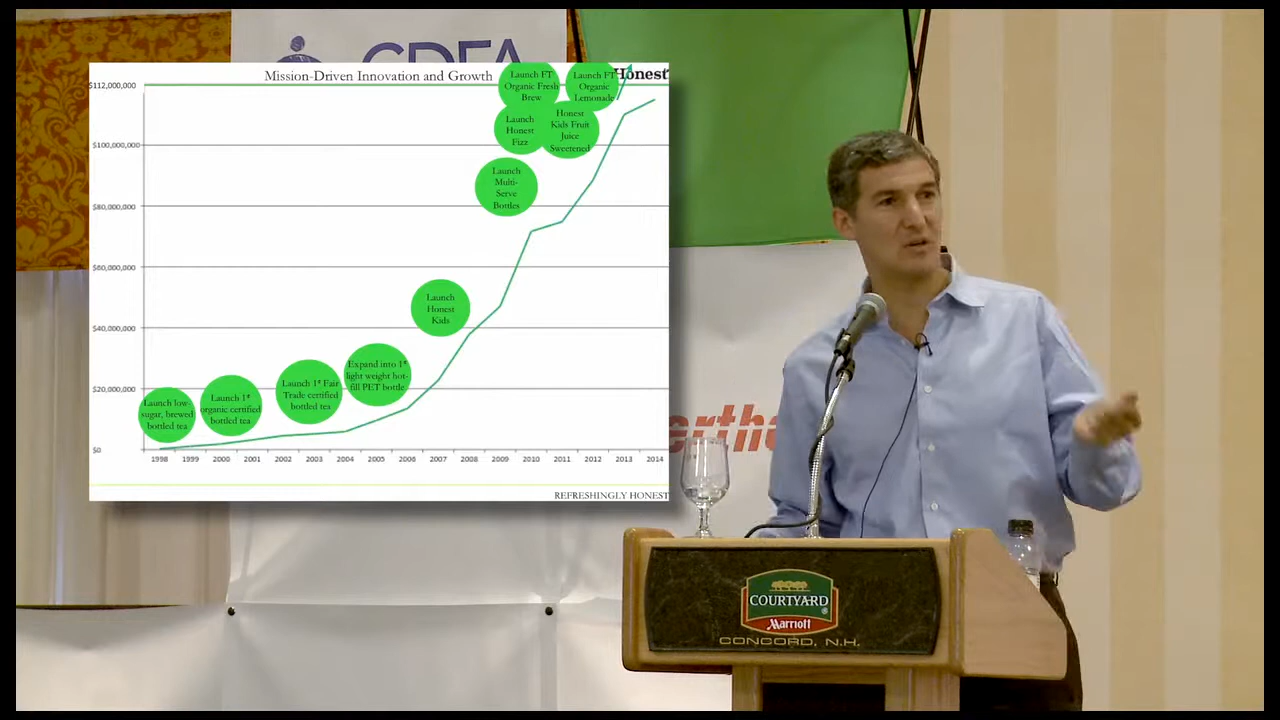 CDFA
Mission-Driven Innovation and Growth
Honest
$112,000,000
$100,000,000
$80,000,000
$60,000,000
$40,000,000
$20,000,000
$0
Launch low-
sugar, brewed
bottled tea
Launch 1st
organic certified
bottled tea
Launch 1st Fair
Trade certified
bottled tea
Expand into 1st
light weight hot-
fill PET bottle
Launch
Honest
Kids
Launch
Multi-
Serve
Bottles
Launch
Honest
Fizz
Launch FT
Organic Fresh
Brew
Honest
Kids Fruit
Juice
Sweetened
Launch FT
Organic
Lemonade
1998 1999 2000 2001 2002 2003 2004 2005 2006 2007 2008 2009 2010 2011 2012 2013 2014
REFRESHINGLY HONEST
COURTYARD
Marriott
CONCORD, N.H.